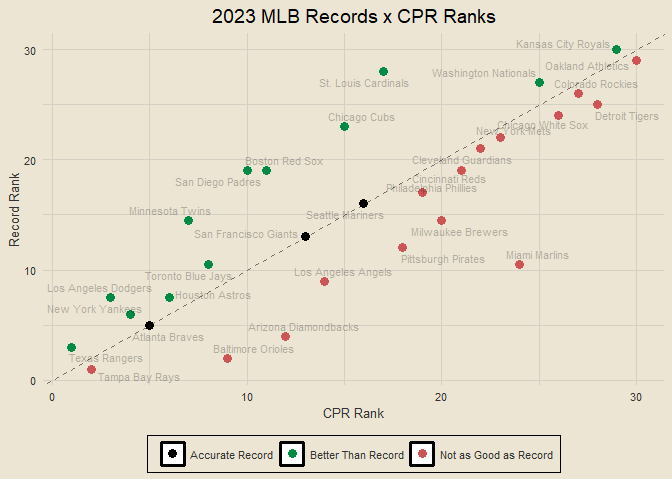 2023 MLB Records x CPR Ranks
Kansas City Royals
30
Oakland Athletics
Washington Nationals
St. Louis Cardinals
Colorado Rockies
Chicago Cubs
Detroit Tigers
Chicago White Sox
New York Mets
20
Boston Red Sox
Cleveland Guardians
San Diego Padres
Cincinnati Reds
Philadelphia Phillies
Minnesota Twins
Seattle Mariners
San Francisco Giants
Milwaukee Brewers
Record Rank
Miami Marlins
Pittsburgh Pirates
10
Toronto Blue Jays
Los Angeles Angels
Los Angeles Dodgers
Houston Astros
New York Yankees
Arizona Diamondbacks
Atlanta Braves
Baltimore Orioles
Texas Rangers
Tampa Bay Rays
0
0 10 20 30
CPR Rank
Accurate Record Better Than Record Not as Good as Record